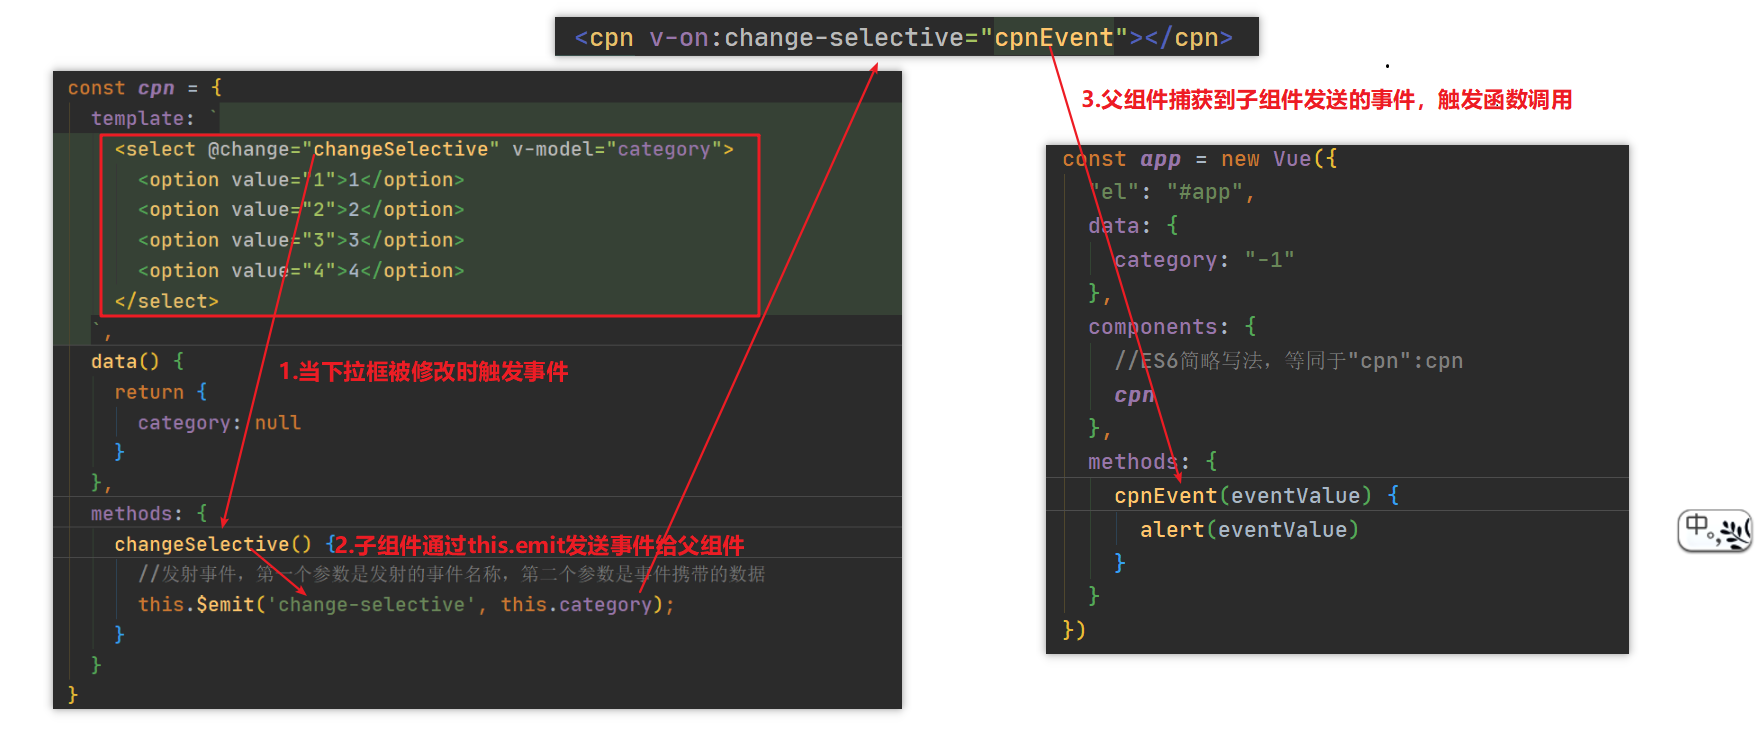 <cpn v-on:change-selective="cpnEvent"></cpn>
const cpn = {
template: `
<select @change="changeSelective" v-model="category">
<option value="1">1</option>
<option value="2">2</option>
<option value="3">3</option>
<option value="4">4</option>
</select>
`,
data() {
1.当下拉框被修改时触发事件
return {
category: null
}
},
methods: {
changeSelective() {
2.子组件通过this.emit发送事件给父组件
//发射事件，第一个参数是发射的事件名称，第二个参数是事件携带的数据
this.$emit('change-selective', this.category);
}
}
}
3.父组件捕获到子组件发送的事件，触发函数调用
const app = new Vue({
"el": "#app",
data: {
category: "-1"
},
components: {
//ES6简略写法，等同于"cpn":cpn
cpn
},
methods: {
cpnEvent(eventValue) {
alert(eventValue)
}
}
})
中。,